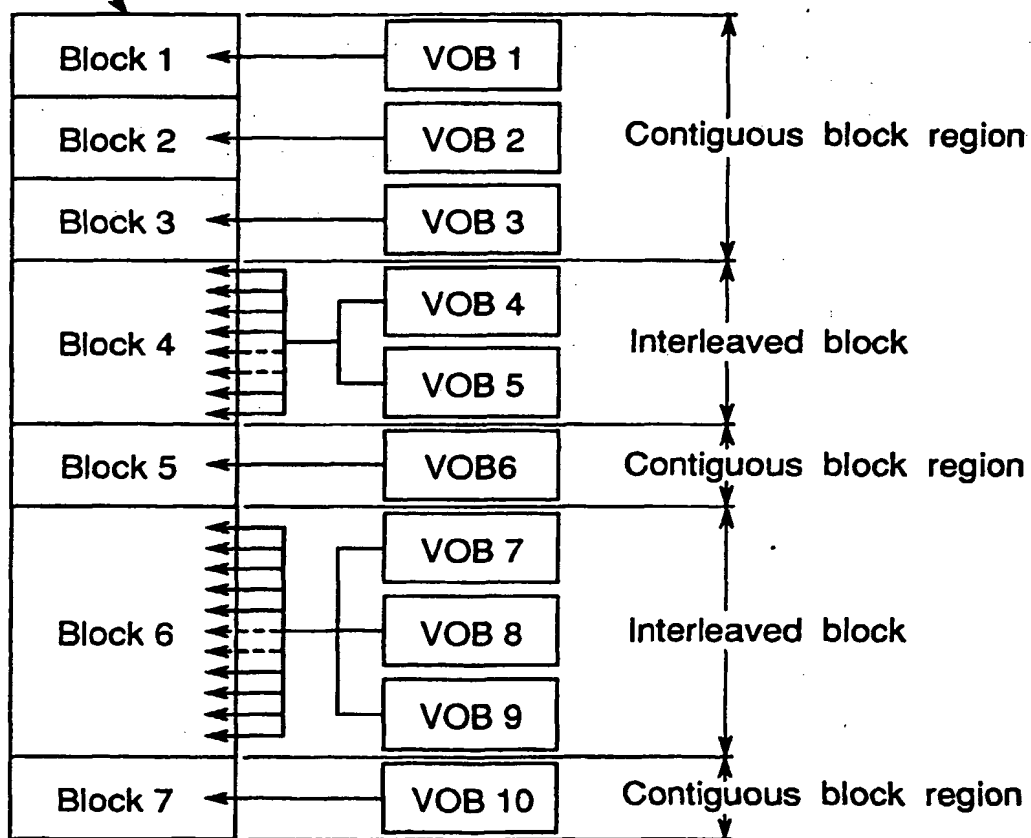 Block 1
VOB 1
Block 2
VOB 2
Contiguous block region
Block 3
VOB 3
Block 4
VOB 4
Interleaved block
VOB 5
Block 5
VOB6
Contiguous block region
VOB 7
Block 6
VOB 8
Interleaved block
VOB 9
Block 7
VOB 10
Contiguous block region